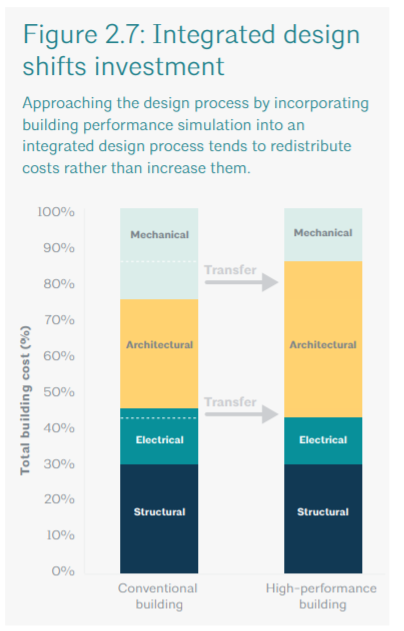 Figure 2.7: Integrated design
shifts investment
Approaching the design process by incorporating
building performance simulation into an
integrated design process tends to redistribute
costs rather than increase them.
Total building cost (%)
100%
90%
80%
70%
60%
50%
40%
30%
20%
10%
0%
Mechanical
Architectural
Electrical
Structural
Transfer
Transfer
Mechanical
Architectural
Electrical
Structural
Conventional
building
High-performance
building